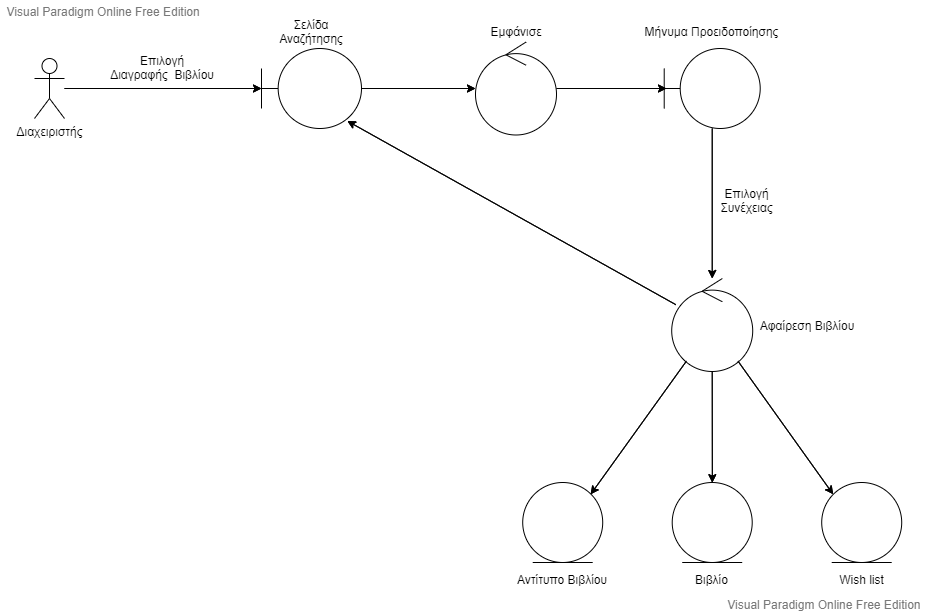 Visual Paradigm Online Free Edition
Σελίδα
Αναζήτησης
Εμφάνισε
Μήνυμα Προειδοποίησης
Επιλογή
Διαγραφής Βιβλίου
Διαχειριστής
Επιλογή
Συνέχειας
Αφαίρεση Βιβλίου
Αντίτυπο Βιβλίου
Βιβλίο
Wish list
Visual Paradigm Online Free Edition